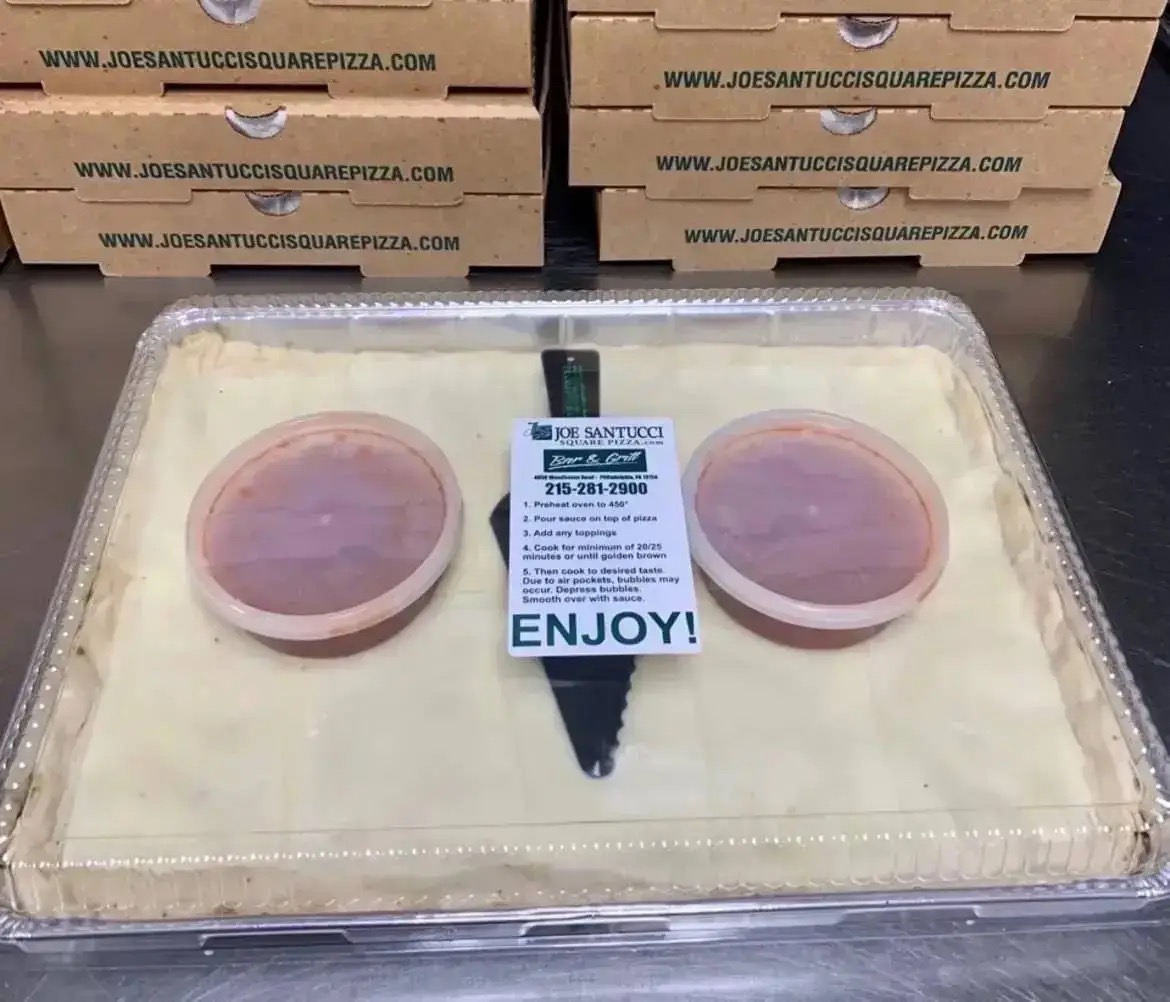 WWW.JOESANTUCCISQUAREPIZZA.COM
WWW.JOESANTUCCISQUAREPIZZA.COM
WWW.JOESANTUCCISQUAREPIZZA.COM
WWW.JOESANTUCCISQUAREPIZZA.COM
WWW.JOESANTUCCISQUAREPIZZA.COM
WWW.JOESANTUCCISQUAREPIZZA.COM
JOE SANTUCCI
SQUARE PIZZA.com
Bar & Grill
Philadelphia, PA
215-281-2900
1. Preheat oven to 450°
2. Pour sauce on top of pizza
3. Add any toppings
4. Cook for minimum of 20/25
minutes or until golden brown
5. Then cook to desired taste.
Due to air pockets, bubbles may
occur. Depress bubbles.
Smooth over with sauce.
ENJOY!